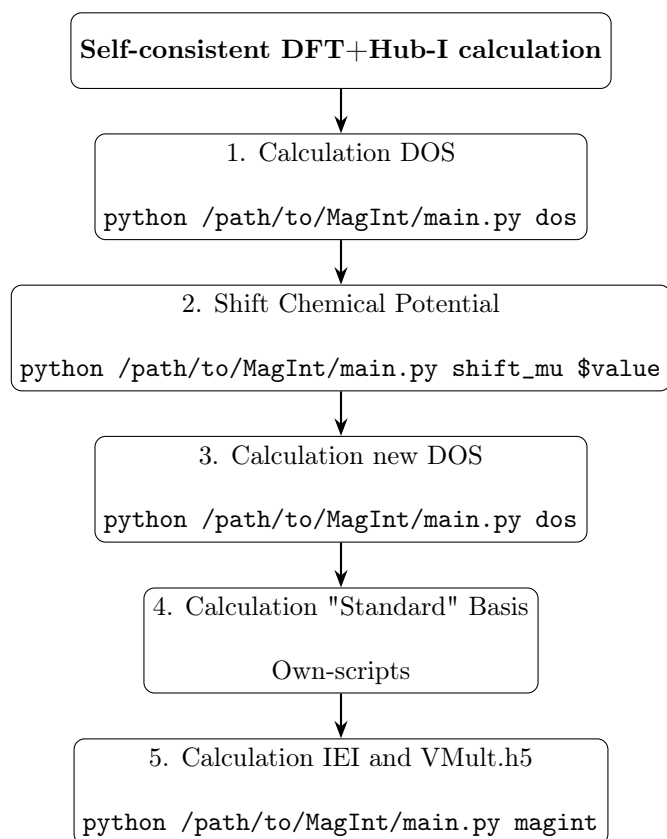 Self-consistent DFT+Hub-I calculation
1. Calculation DOS
python /path/to/MagInt/main.py dos
2. Shift Chemical Potential
python /path/to/MagInt/main.py shift_mu $value
3. Calculation new DOS
python /path/to/MagInt/main.py dos
4. Calculation "Standard" Basis
Own-scripts
5. Calculation IEI and VMult.h5
python /path/to/MagInt/main.py magint